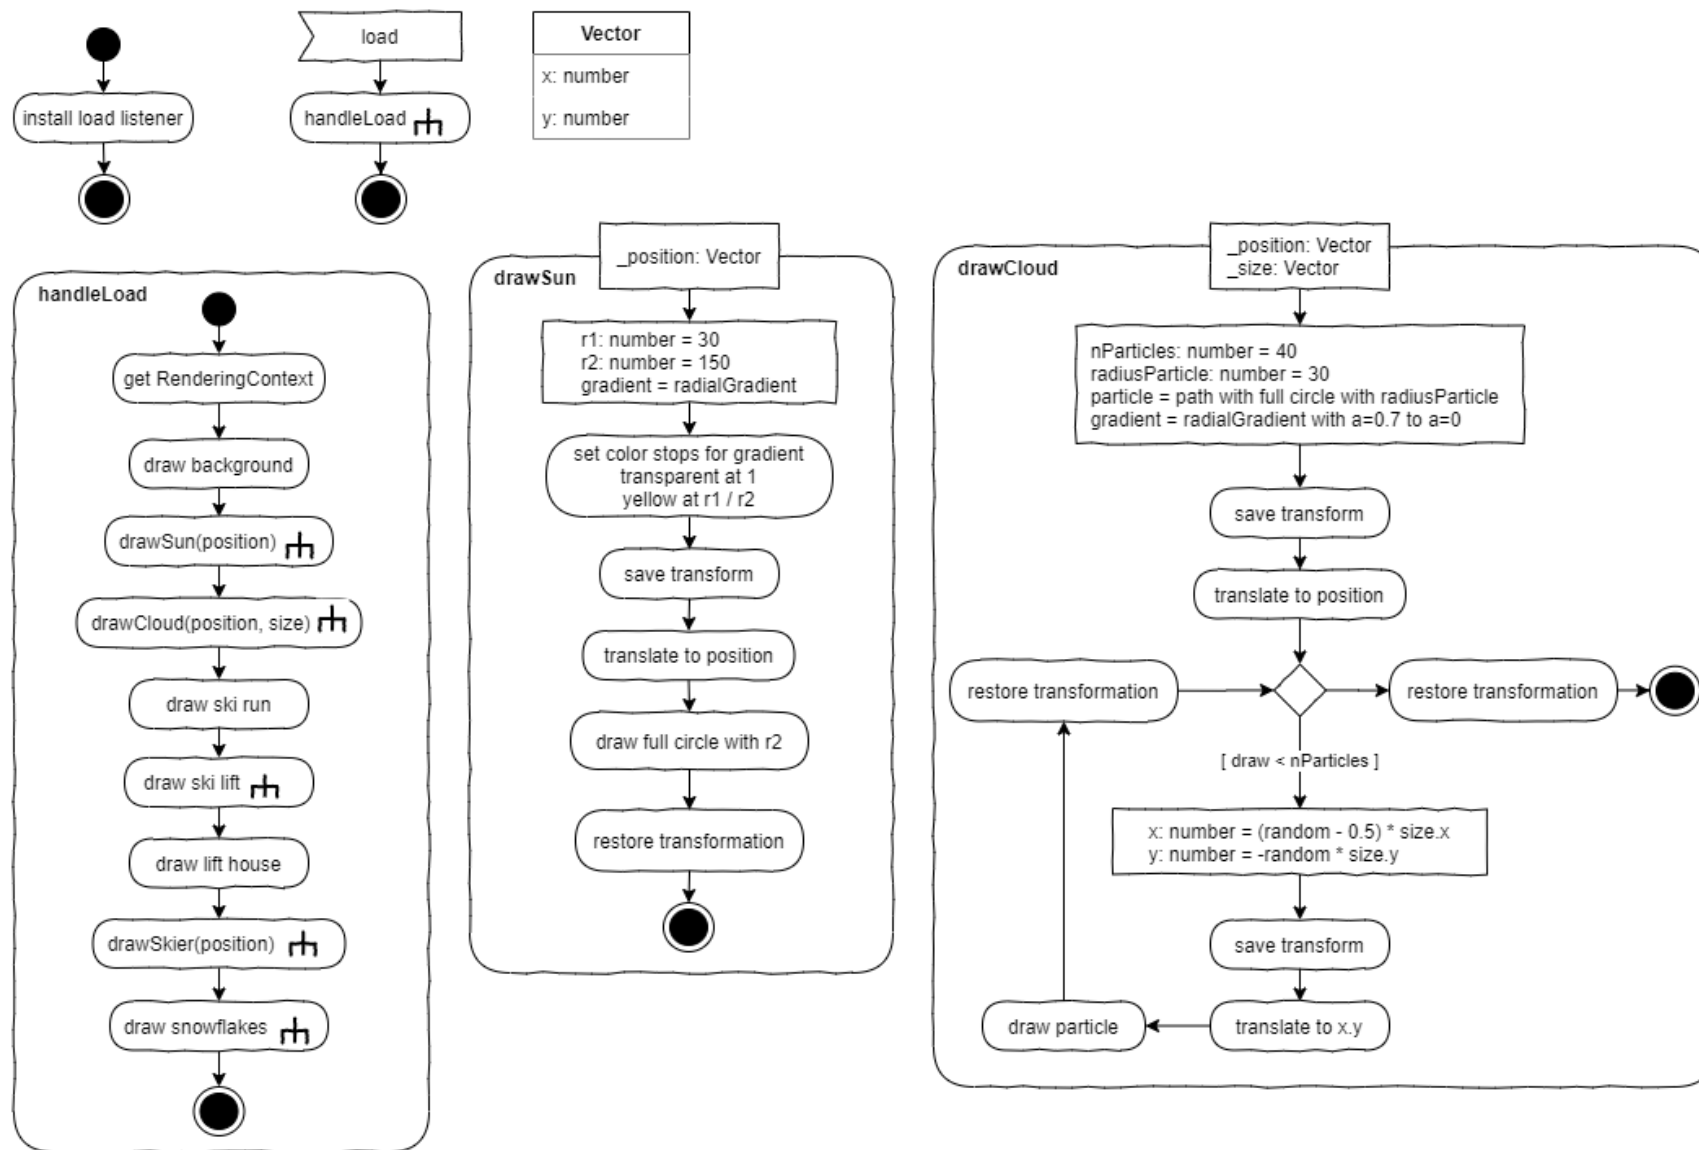 install load listener
load
handleLoad
Vector
x: number
y: number
handleLoad
get RenderingContext
draw background
drawSun(position)
drawCloud(position, size)
draw ski run
draw ski lift
draw lift house
drawSkier(position)
draw snowflakes
drawSun
_position: Vector
r1: number = 30
r2: number = 150
gradient = radialGradient
set color stops for gradient
transparent at 1
yellow at r1 / r2
save transform
translate to position
draw full circle with r2
restore transformation
drawCloud
_position: Vector
_size: Vector
nParticles: number = 40
radiusParticle: number = 30
particle = path with full circle with radiusParticle
gradient = radialGradient with a=0.7 to a=0
save transform
translate to position
restore transformation
restore transformation
[ draw < nParticles ]
x: number = (random - 0.5) * size.x
y: number = -random * size.y
save transform
translate to x.y
draw particle